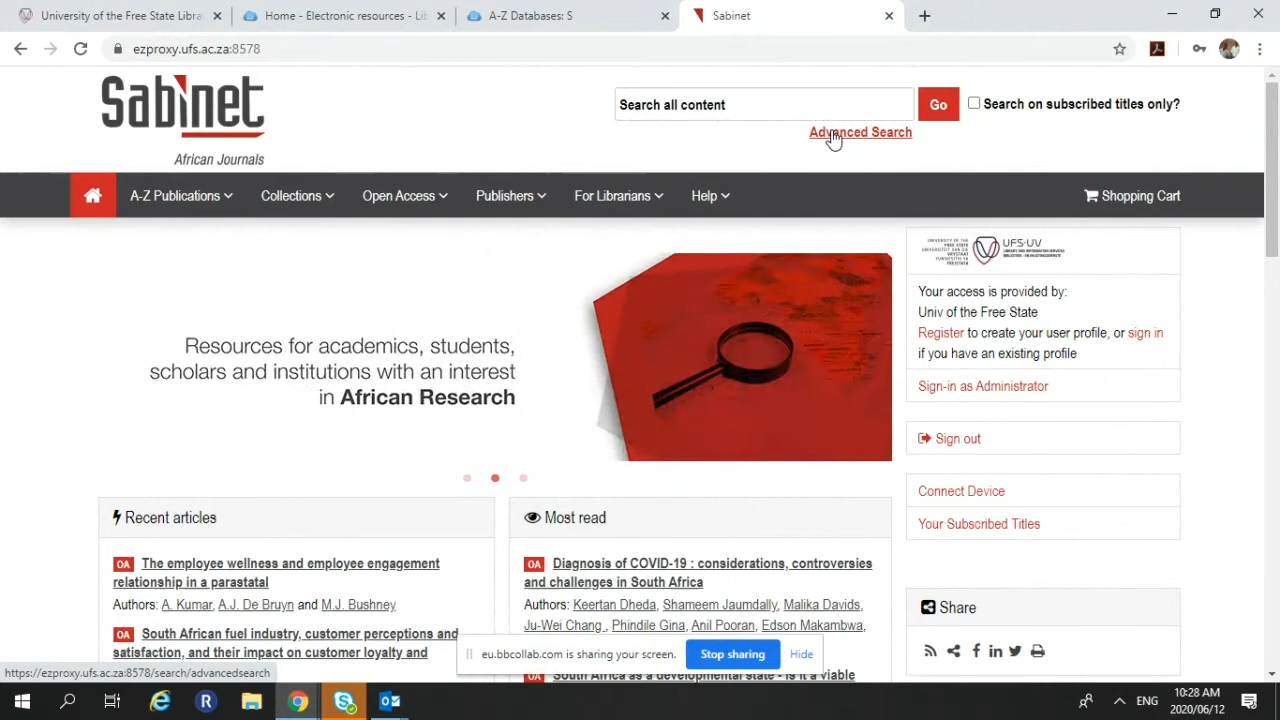 University of the Free State Libra
Home - Electronic resources - Lib
A-Z Databases: S
Sabinet
ezproxy.ufs.ac.za:8578
Sabinet
African Journals
Search all content
Go
Search on subscribed titles only?
Advanced Search
A-Z Publications
Collections
Open Access
Publishers
For Librarians
Help
Shopping Cart
Resources for academics, students,
scholars and institutions with an interest
in African Research
UFS·UV
Your access is provided by:
Univ of the Free State
Register to create your user profile, or sign in
if you have an existing profile
Sign-in as Administrator
Sign out
Connect Device
Your Subscribed Titles
Share
Recent articles
OA The employee wellness and employee engagement
relationship in a parastatal
Authors: A. Kumar, A.J. De Bruyn and M.J. Bushney
OA South African fuel industry, customer perceptions and
satisfaction, and their impact on customer loyalty and
Most read
OA Diagnosis of COVID-19 : considerations, controversies
and challenges in South Africa
Authors: Keertan Dheda, Shameem Jaumdally, Malika Davids,
Ju-Wei Chang , Phindile Gina, Anil Pooran, Edson Makambwa,
OA South Africa as a developmental state - is it a viable
eu.bbcollab.com is sharing your screen.
Stop sharing
Hide
https://ezproxy.ufs.ac.za:8578/search/advancedsearch
ENG
10:28 AM
2020/06/12